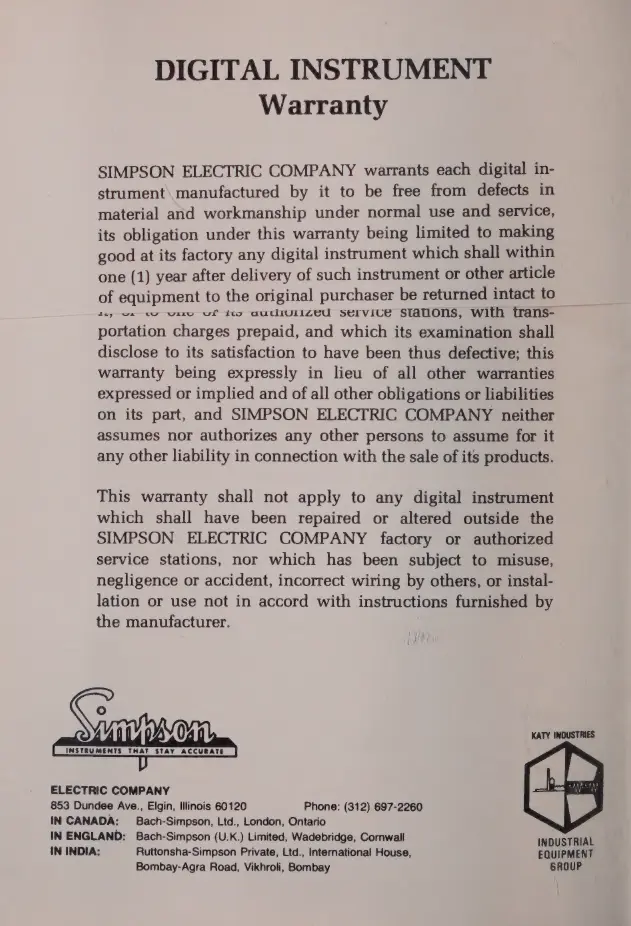 DIGITAL INSTRUMENT
Warranty
SIMPSON ELECTRIC COMPANY warrants each digital in-
strument manufactured by it to be free from defects in
material and workmanship under normal use and service,
its obligation under this warranty being limited to making
good at its factory any digital instrument which shall within
one (1) year after delivery of such instrument or other article
of equipment to the original purchaser be returned intact to
it, or to one of its authorized service stations, with trans-
portation charges prepaid, and which its examination shall
disclose to its satisfaction to have been thus defective; this
warranty being expressly in lieu of all other warranties
expressed or implied and of all other obligations or liabilities
on its part, and SIMPSON ELECTRIC COMPANY neither
assumes nor authorizes any other persons to assume for it
any other liability in connection with the sale of its products.
This warranty shall not apply to any digital instrument
which shall have been repaired or altered outside the
SIMPSON ELECTRIC COMPANY factory or authorized
service stations, nor which has been subject to misuse,
negligence or accident, incorrect wiring by others, or instal-
lation or use not in accord with instructions furnished by
the manufacturer.
Simpson
INSTRUMENTS THAT STAY ACCURATE
ELECTRIC COMPANY
853 Dundee Ave., Elgin, Illinois 60120 Phone: (312) 697-2260
IN CANADA: Bach-Simpson, Ltd., London, Ontario
IN ENGLAND: Bach-Simpson (U.K.) Limited, Wadebridge, Cornwall
IN INDIA: Ruttonsha-Simpson Private, Ltd., International House,
Bombay-Agra Road, Vikhroli, Bombay
KATY INDUSTRIES
INDUSTRIAL
EQUIPMENT
GROUP